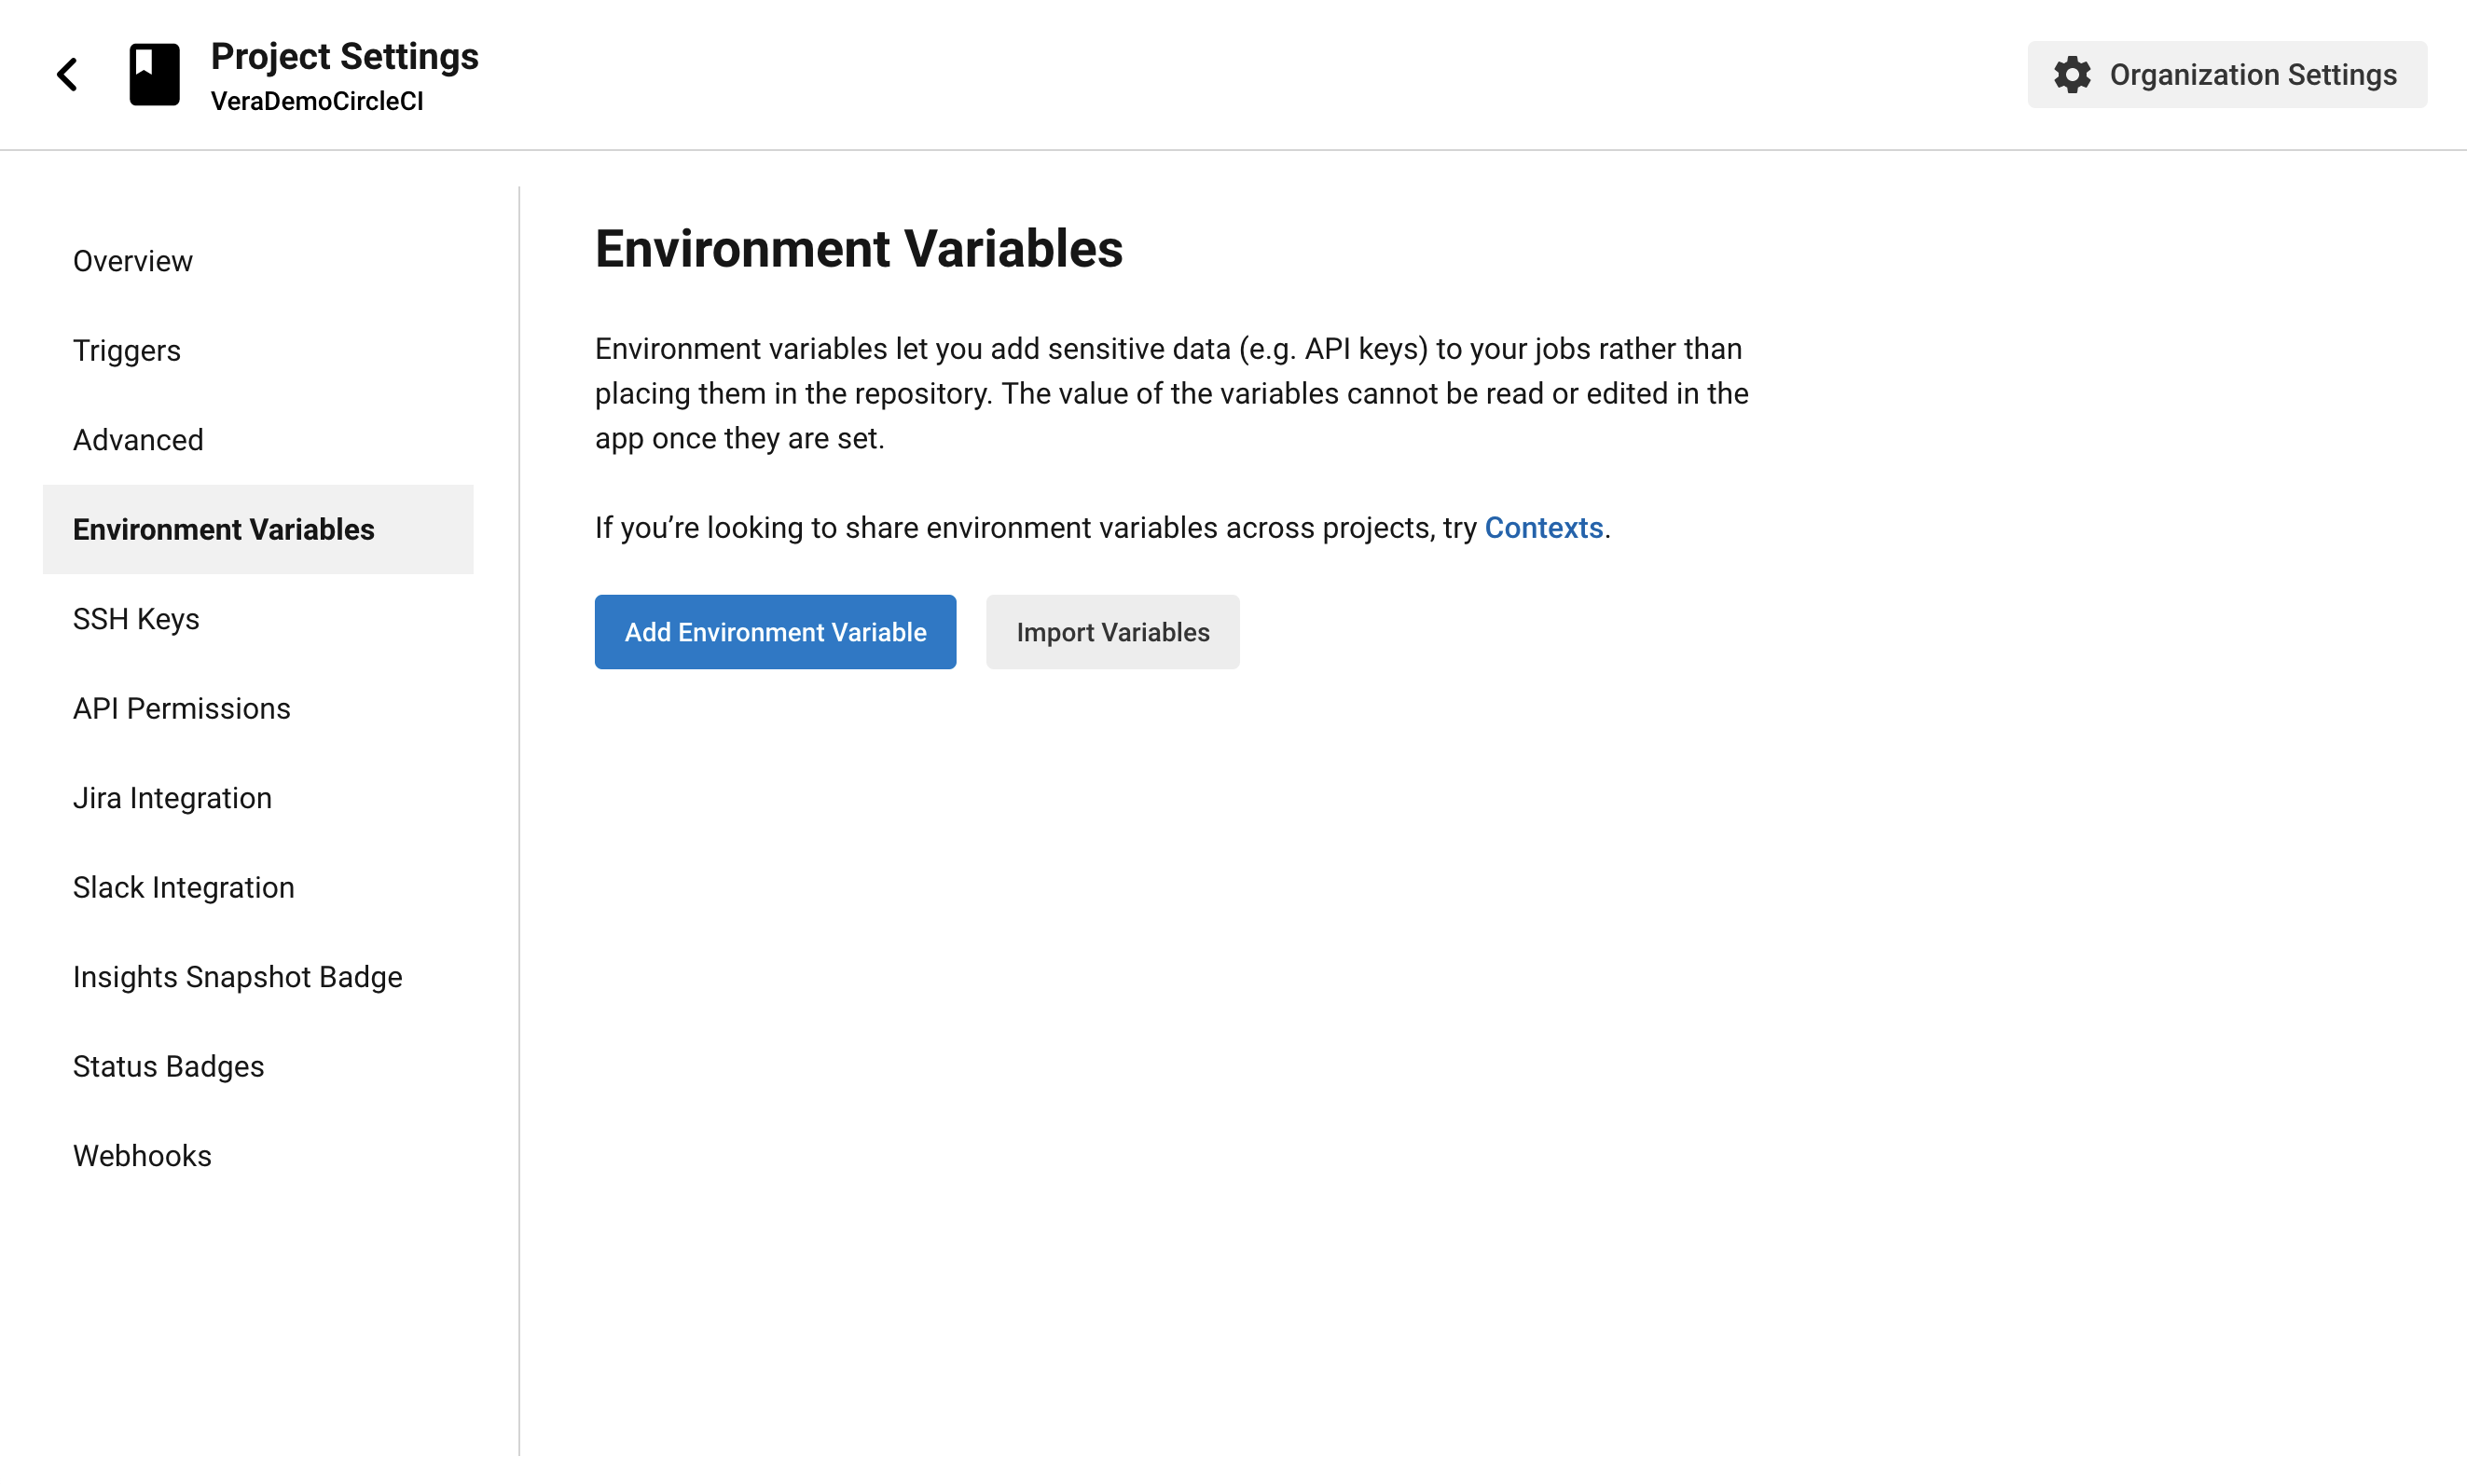 Project Settings
VeraDemoCircleCI
Organization Settings
Overview
Triggers
Advanced
Environment Variables
SSH Keys
API Permissions
Jira Integration
Slack Integration
Insights Snapshot Badge
Status Badges
Webhooks
Environment Variables
Environment variables let you add sensitive data (e.g. API keys) to your jobs rather than
placing them in the repository. The value of the variables cannot be read or edited in the
app once they are set.
If you’re looking to share environment variables across projects, try Contexts.
Add Environment Variable
Import Variables